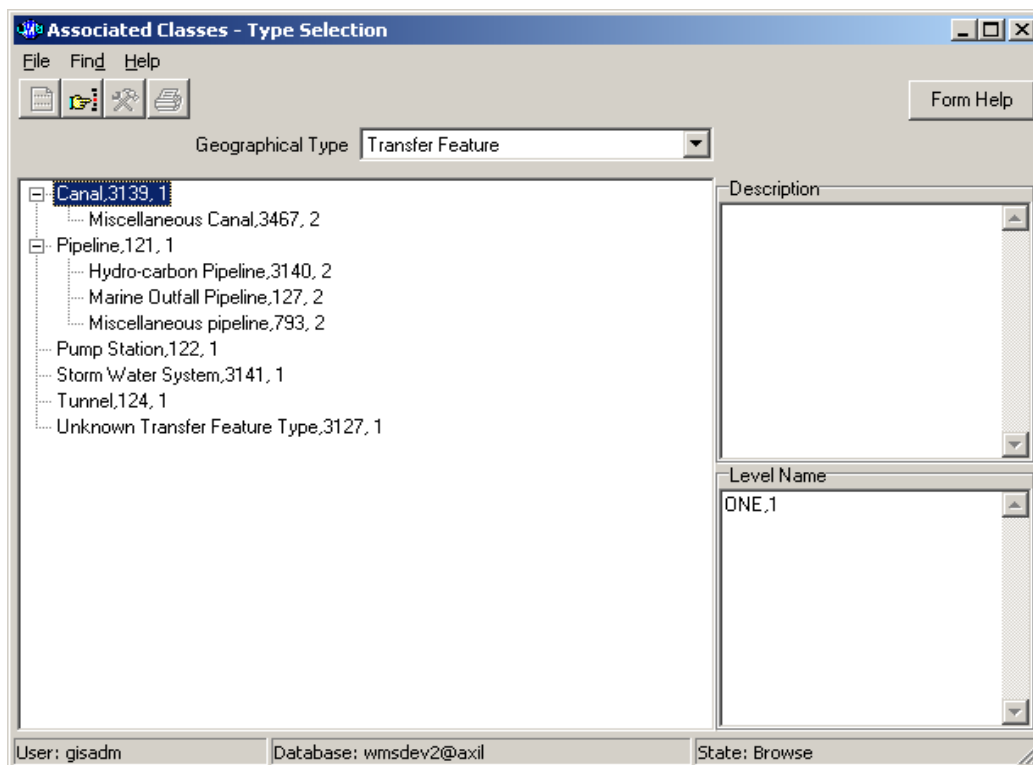 Associated Classes - Type Selection
File Find Help
Form Help
Geographical Type Transfer Feature
Canal,3139, 1
Miscellaneous Canal,3467, 2
Pipeline,121, 1
Hydro-carbon Pipeline,3140, 2
Marine Outfall Pipeline,127, 2
Miscellaneous pipeline,793, 2
Pump Station,122, 1
Storm Water System,3141, 1
Tunnel,124, 1
Unknown Transfer Feature Type,3127, 1
Description
Level Name
ONE,1
User: gisadm Database: wmsdev2@axil State: Browse